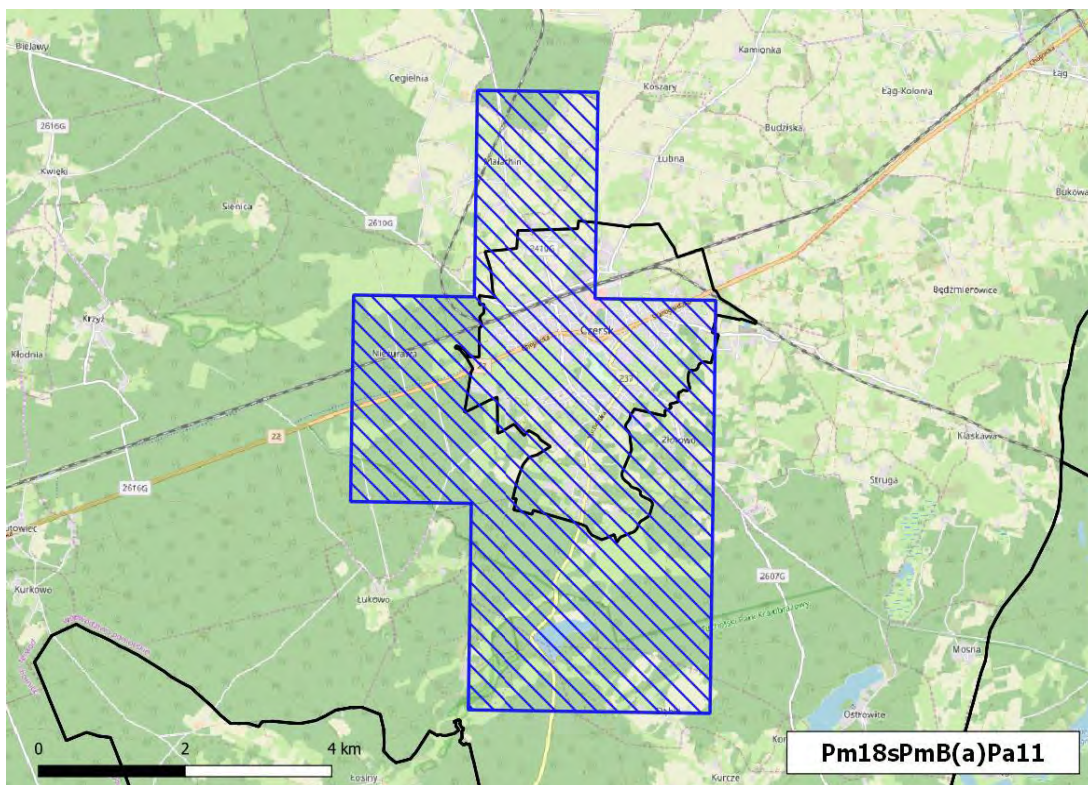 Bielawy
Kamionka
Chojnicka
Łąg
Cegielnia
Koszary
Łąg-Kolonia
2616G
Budziska
Kwieki
Malachin
Łubna
Bukowa
Sienica
2610G
2410G
Będźmierowice
Krzyż
Czersk
Kłodnia
Nieżurawa
237
Złotowo
22
Klaskawa
2616G
Struga
Kurkowo
Łukowo
2607G
Mosna
Ostrowite
0 2 4 km
Łosiny
Kurcze
Pm18sPmB(a)Pa11